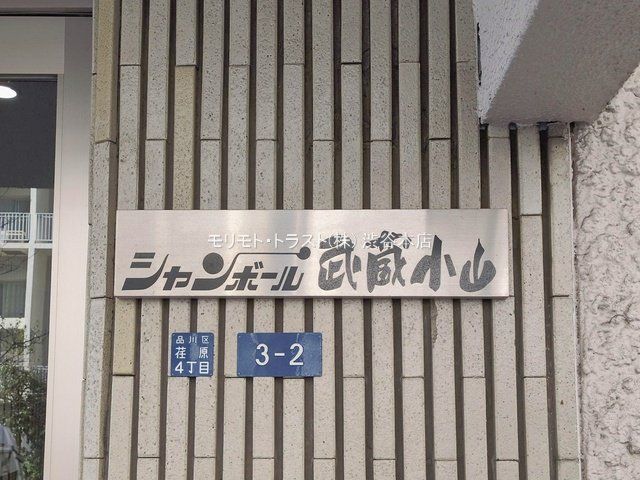 モリモト・トラスト(株) 渋谷本店
シャンボール 武蔵小山
品川区
荏原
4丁目
3-2